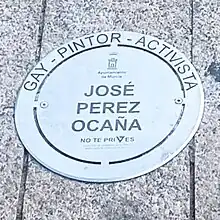 GAY - PINTOR - ACTIVISTA
Ayuntamiento
de Murcia
JOSÉ
PEREZ
OCAÑA
NO TE PRIVES